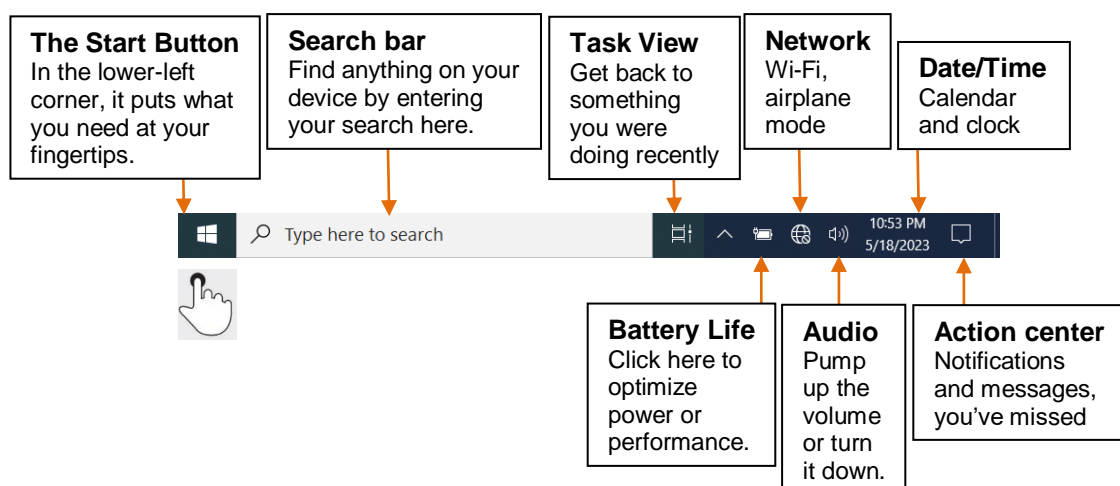 The Start Button
In the lower-left
corner, it puts what
you need at your
fingertips.
Search bar
Find anything on your
device by entering
your search here.
Task View
Get back to
something
you were
doing recently
Network
Wi-Fi,
airplane
mode
Date/Time
Calendar
and clock
Type here to search
10:53 PM
5/18/2023
Battery Life
Click here to
optimize
power or
performance.
Audio
Pump
up the
volume
or turn
it down.
Action center
Notifications
and messages,
you’ve missed